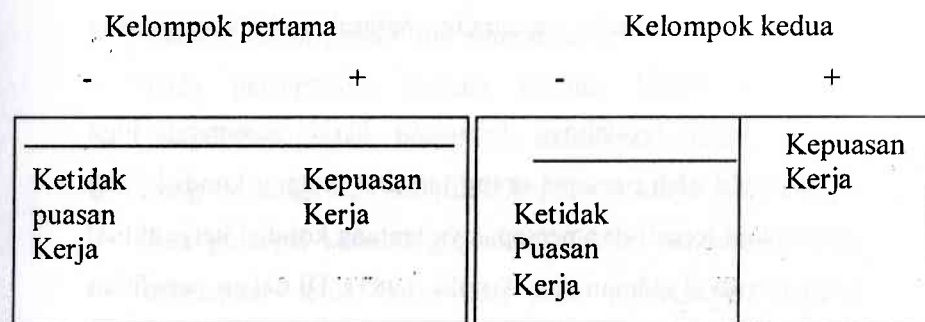 Kelompok pertama
Kelompok kedua
- +
- +
Ketidak
puasan
Kerja
Kepuasan
Kerja
Ketidak
Puasan
Kerja
Kepuasan
Kerja